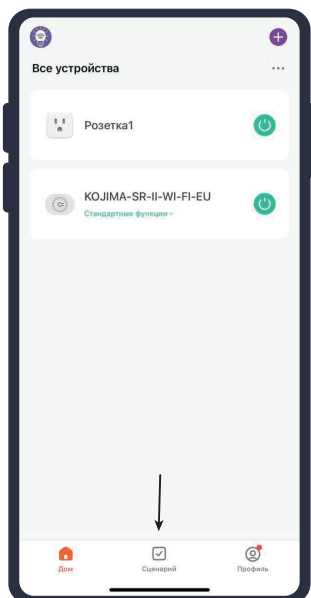 Все устройства
Розетка1
KOJIMA-SR-II-WI-FI-EU
Стандартные функции
Дом
Сценарий
Профиль